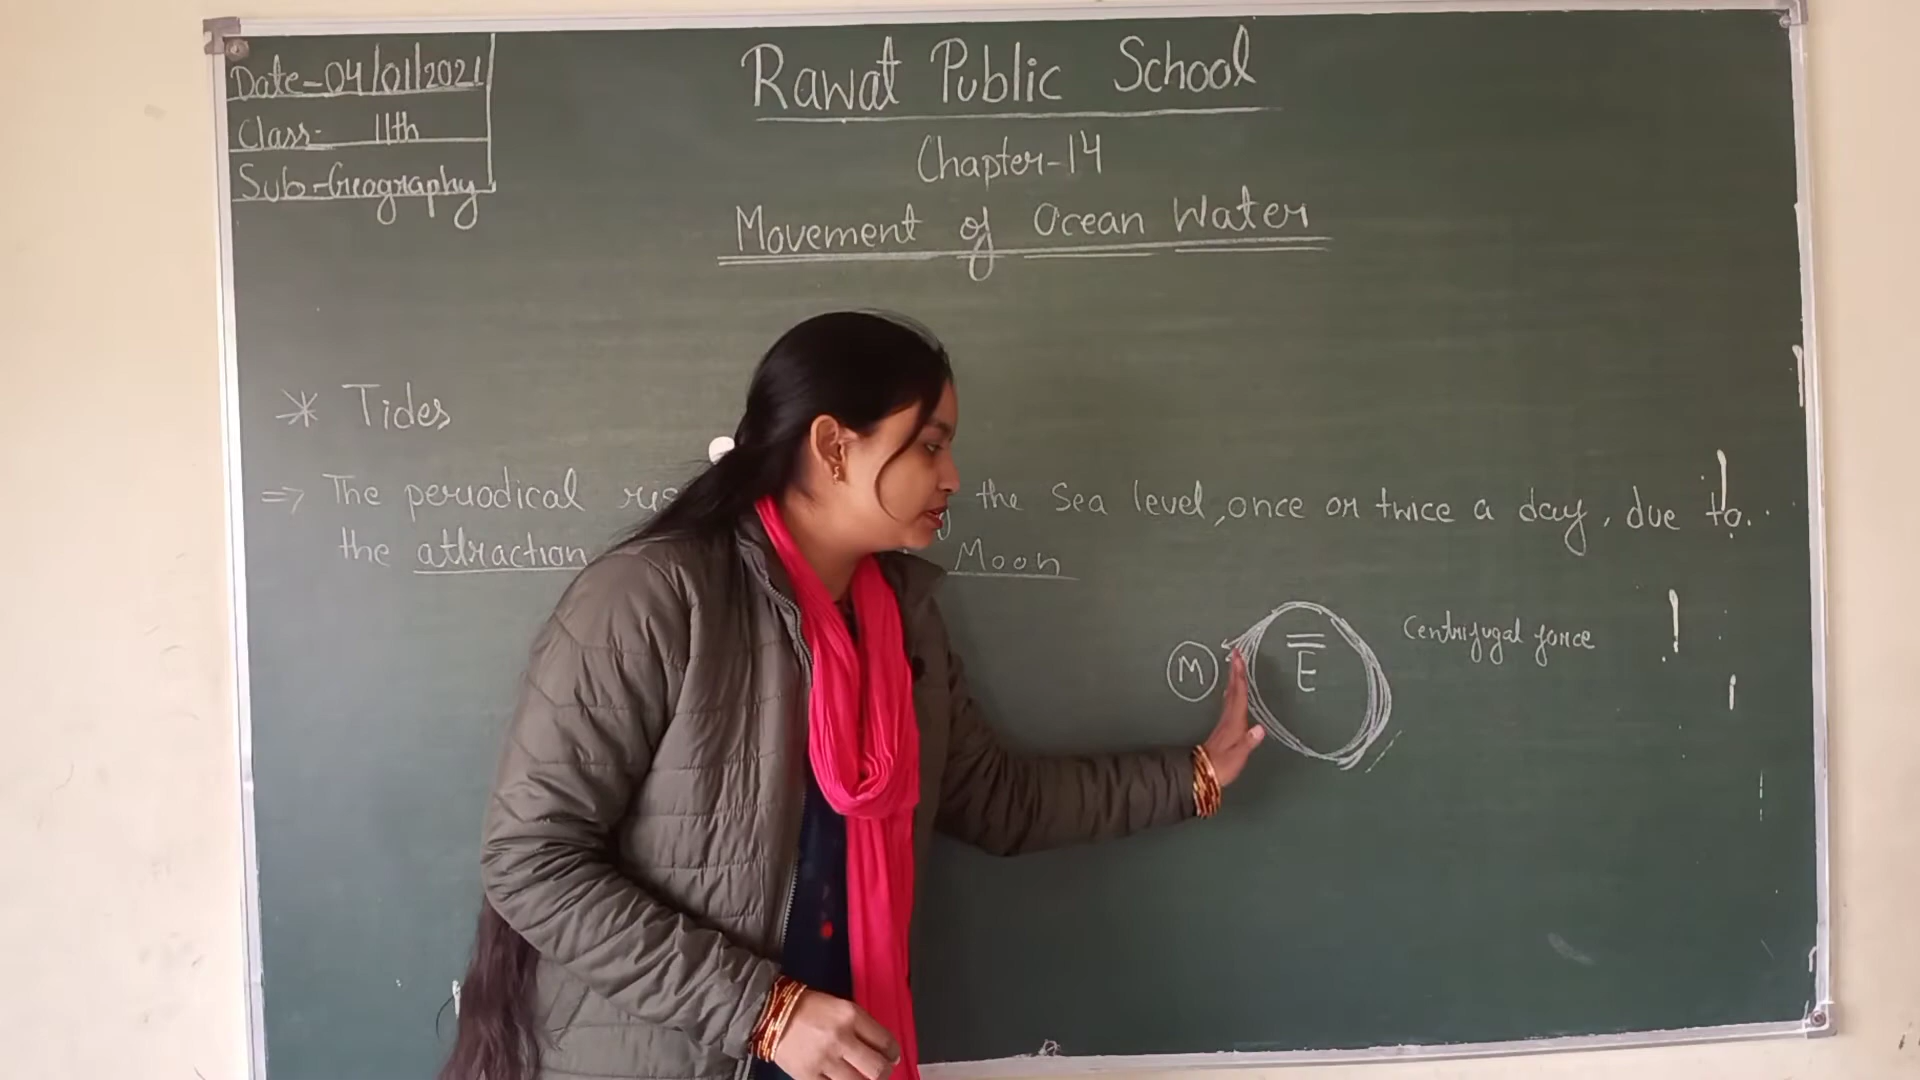 Date-04/01/2021
Class- 11th
Sub-Geography
Rawat Public School
Chapter-14
Movement of Ocean Water
* Tides
=> The periodical the Sea level, once or twice a day, due to..
the attraction Moon
M
E
Centrifugal force